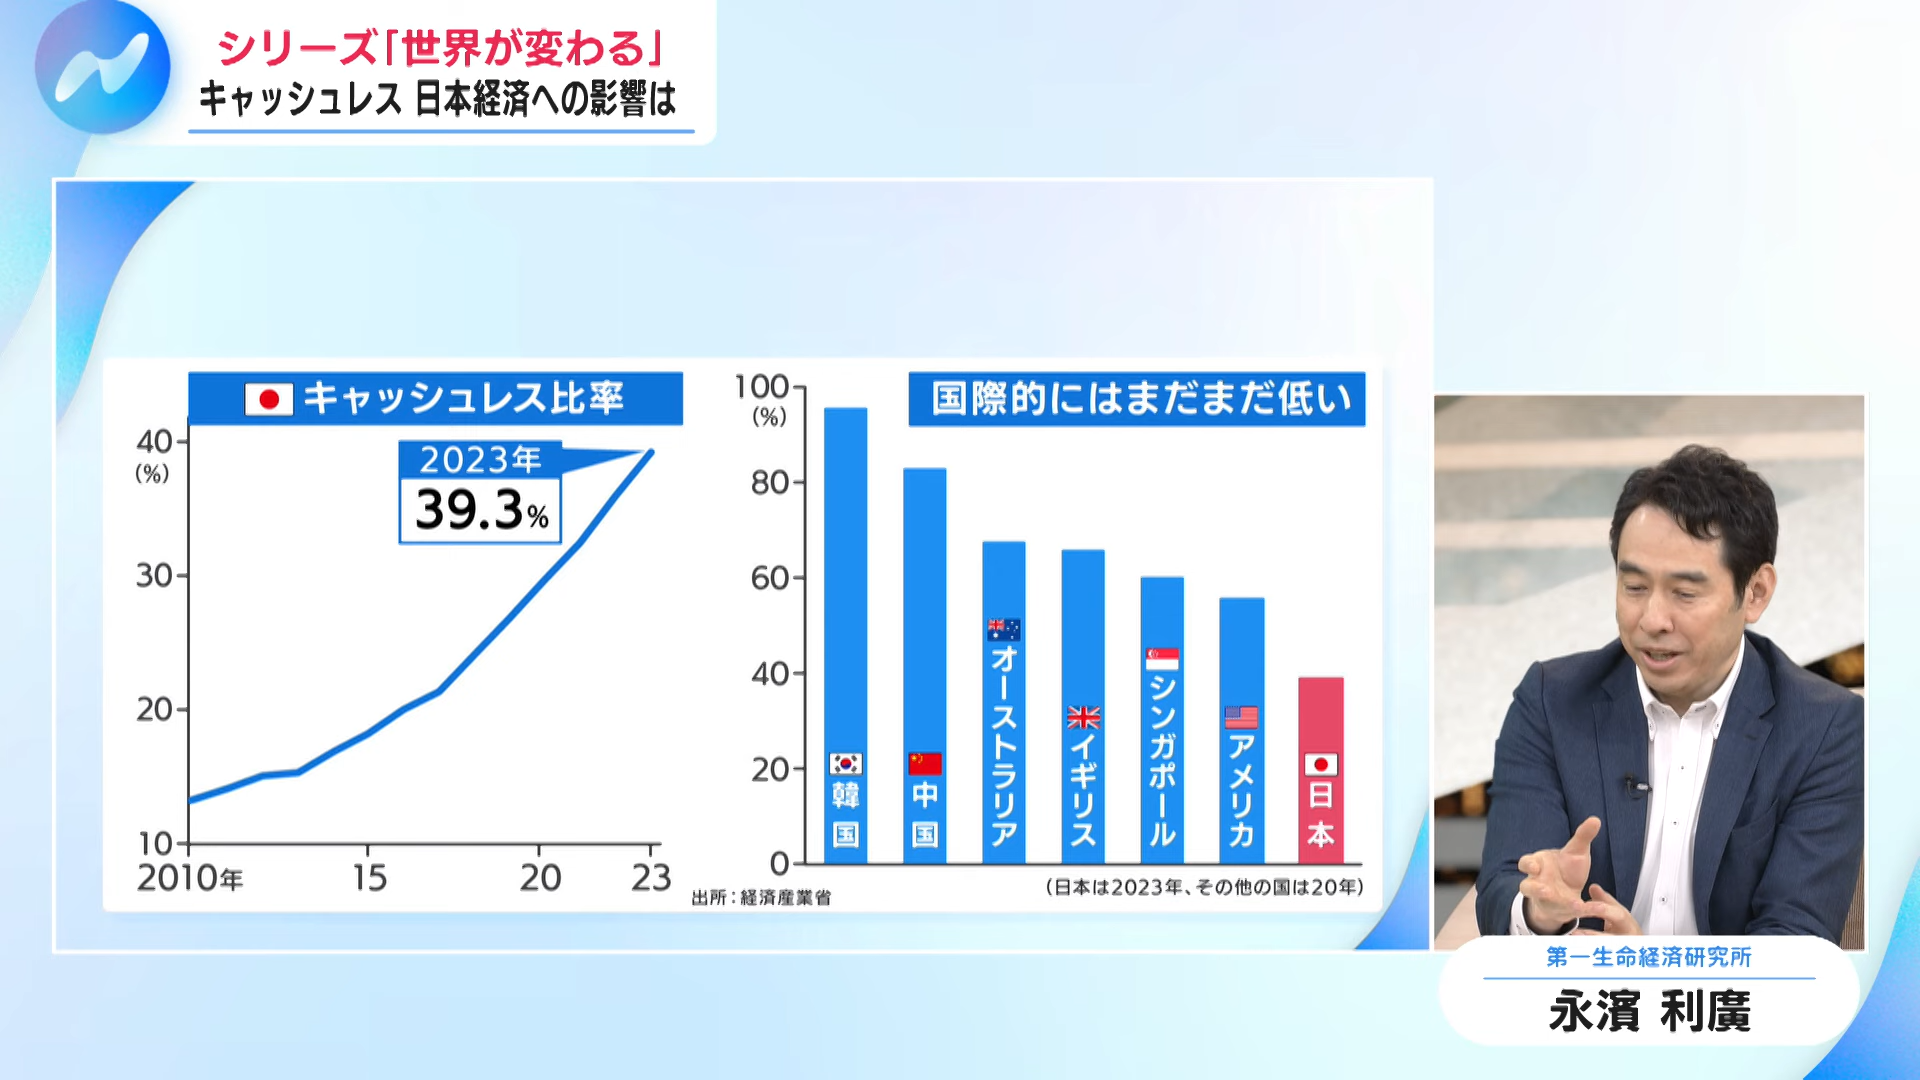 シリーズ「世界が変わる」
キャッシュレス 日本経済への影響は
キャッシュレス比率
40
(%)
30
20
10
2010年
15
20
23
2023年
39.3%
国際的にはまだまだ低い
100
(%)
80
60
40
20
0
韓国
中国
オーストラリア
イギリス
シンガポール
アメリカ
日本
(日本は2023年、その他の国は20年)
出所:経済産業省
第一生命経済研究所
永濱 利廣